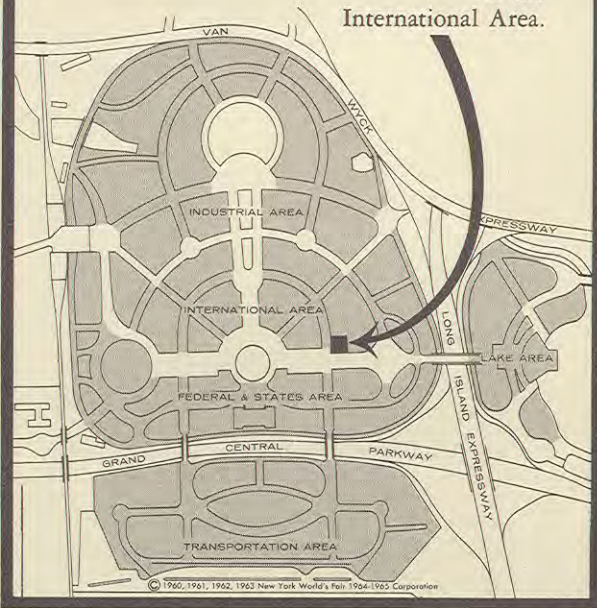 International Area.
VAN
WYCK
EXPRESSWAY
INDUSTRIAL AREA
INTERNATIONAL AREA
LONG
ISLAND EXPRESSWAY
LAKE AREA
FEDERAL & STATES AREA
GRAND
CENTRAL
PARKWAY
TRANSPORTATION AREA
© 1960, 1961, 1962, 1963 New York World's Fair 1964-1965 Corporation